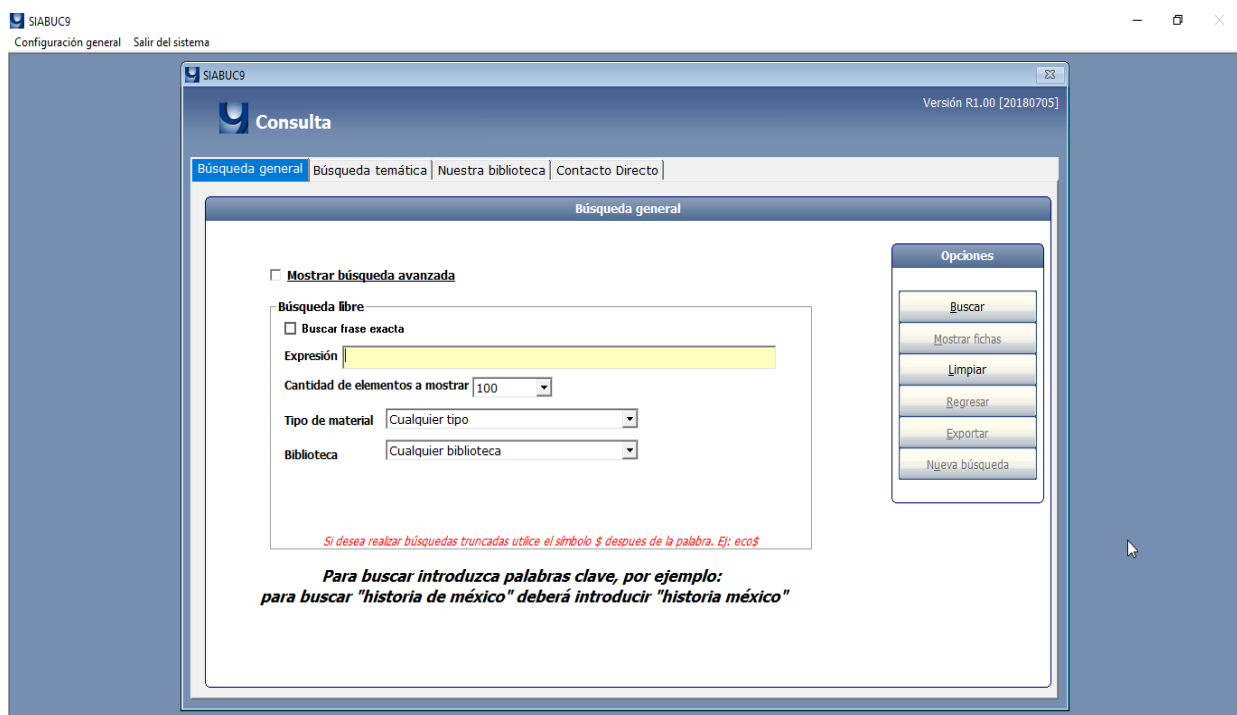 SIABUC9
Configuración general Salir del sistema
SIABUC9
Versión R1.00 [20180705]
9 Consulta
Búsqueda general Búsqueda temática Nuestra biblioteca Contacto Directo
Búsqueda general
Opciones
Mostrar búsqueda avanzada
Búsqueda libre
Buscar frase exacta
Expresión
Cantidad de elementos a mostrar 100
Tipo de material Cualquier tipo
Biblioteca Cualquier biblioteca
Si desea realizar búsquedas truncadas utilice el símbolo $ despues de la palabra. Ej: eco$
Para buscar introduzca palabras clave, por ejemplo:
para buscar "historia de méxico" deberá introducir "historia méxico"
Buscar
Mostrar fichas
Limpiar
Regresar
Exportar
Nueva búsqueda